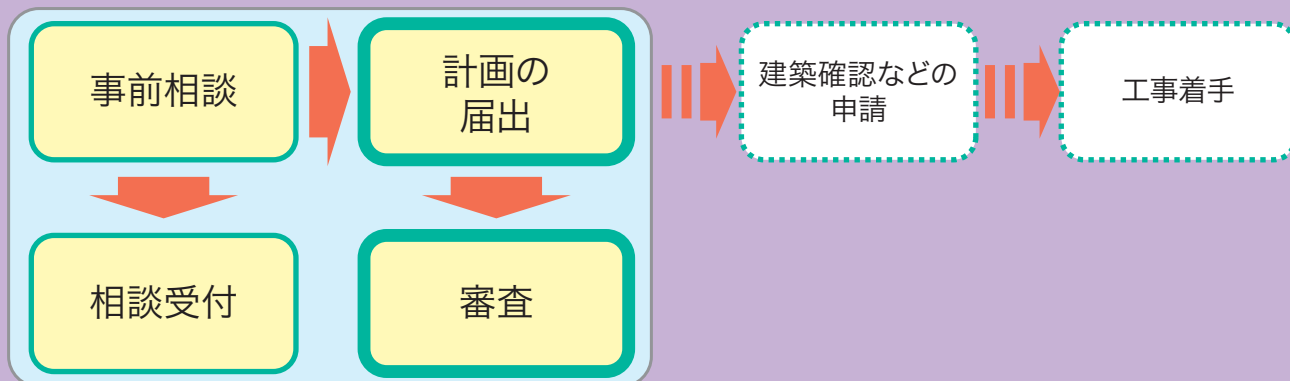 事前相談
計画の
届出
建築確認などの
申請
工事着手
相談受付
審査